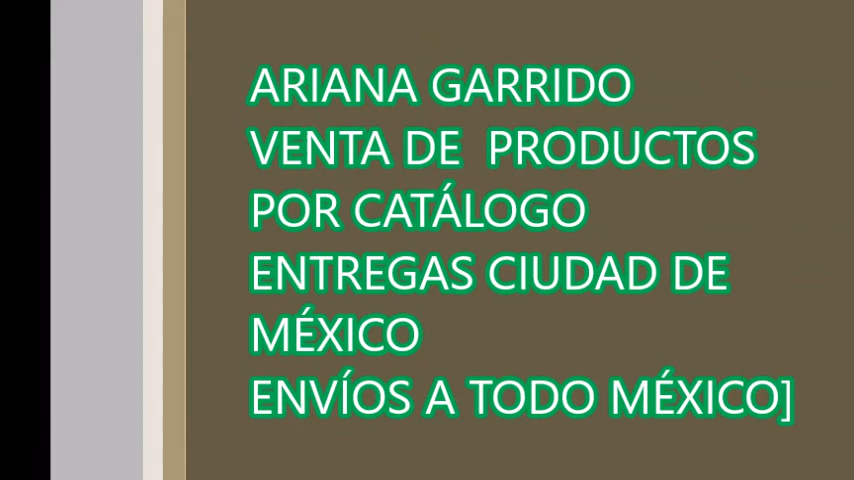 ARIANA GARRIDO
VENTA DE  PRODUCTOS
POR CATÁLOGO
ENTREGAS CIUDAD DE
MÉXICO
ENVÍOS A TODO MÉXICO]